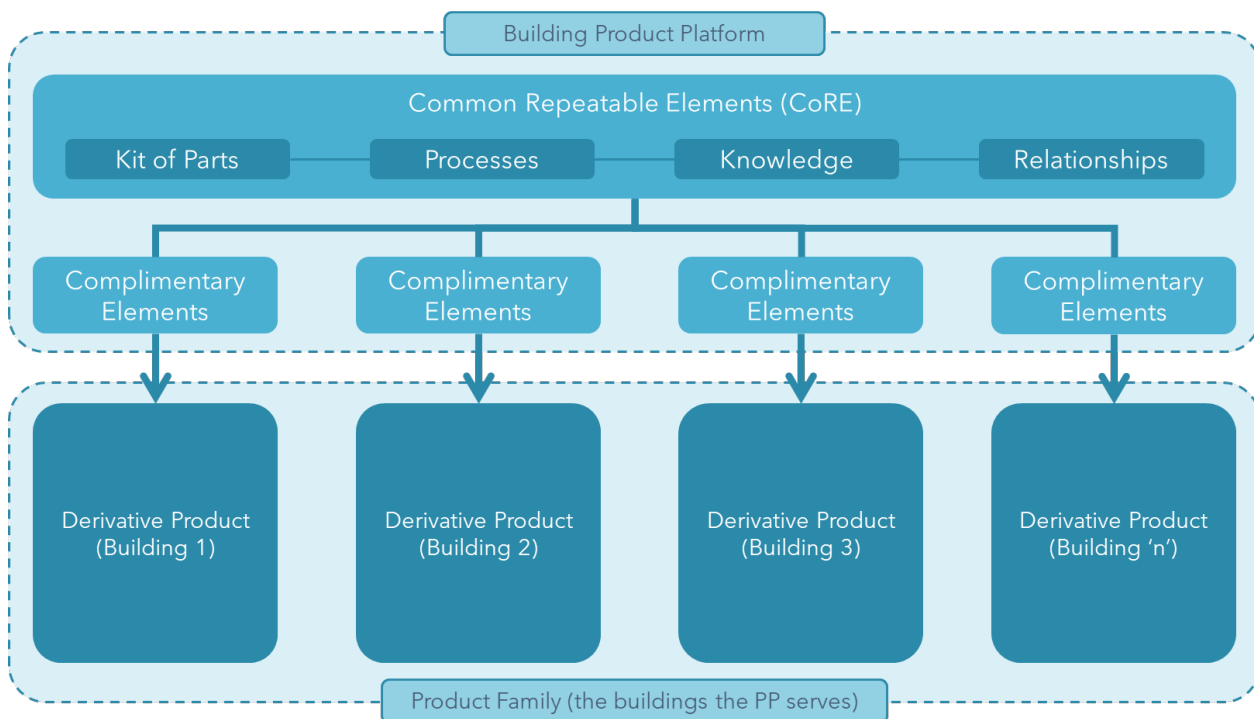 Building Product Platform
Common Repeatable Elements (CoRE)
Kit of Parts
Processes
Knowledge
Relationships
Complimentary
Elements
Complimentary
Elements
Complimentary
Elements
Complimentary
Elements
Derivative Product
(Building 1)
Derivative Product
(Building 2)
Derivative Product
(Building 3)
Derivative Product
(Building ‘n’)
Product Family (the buildings the PP serves)